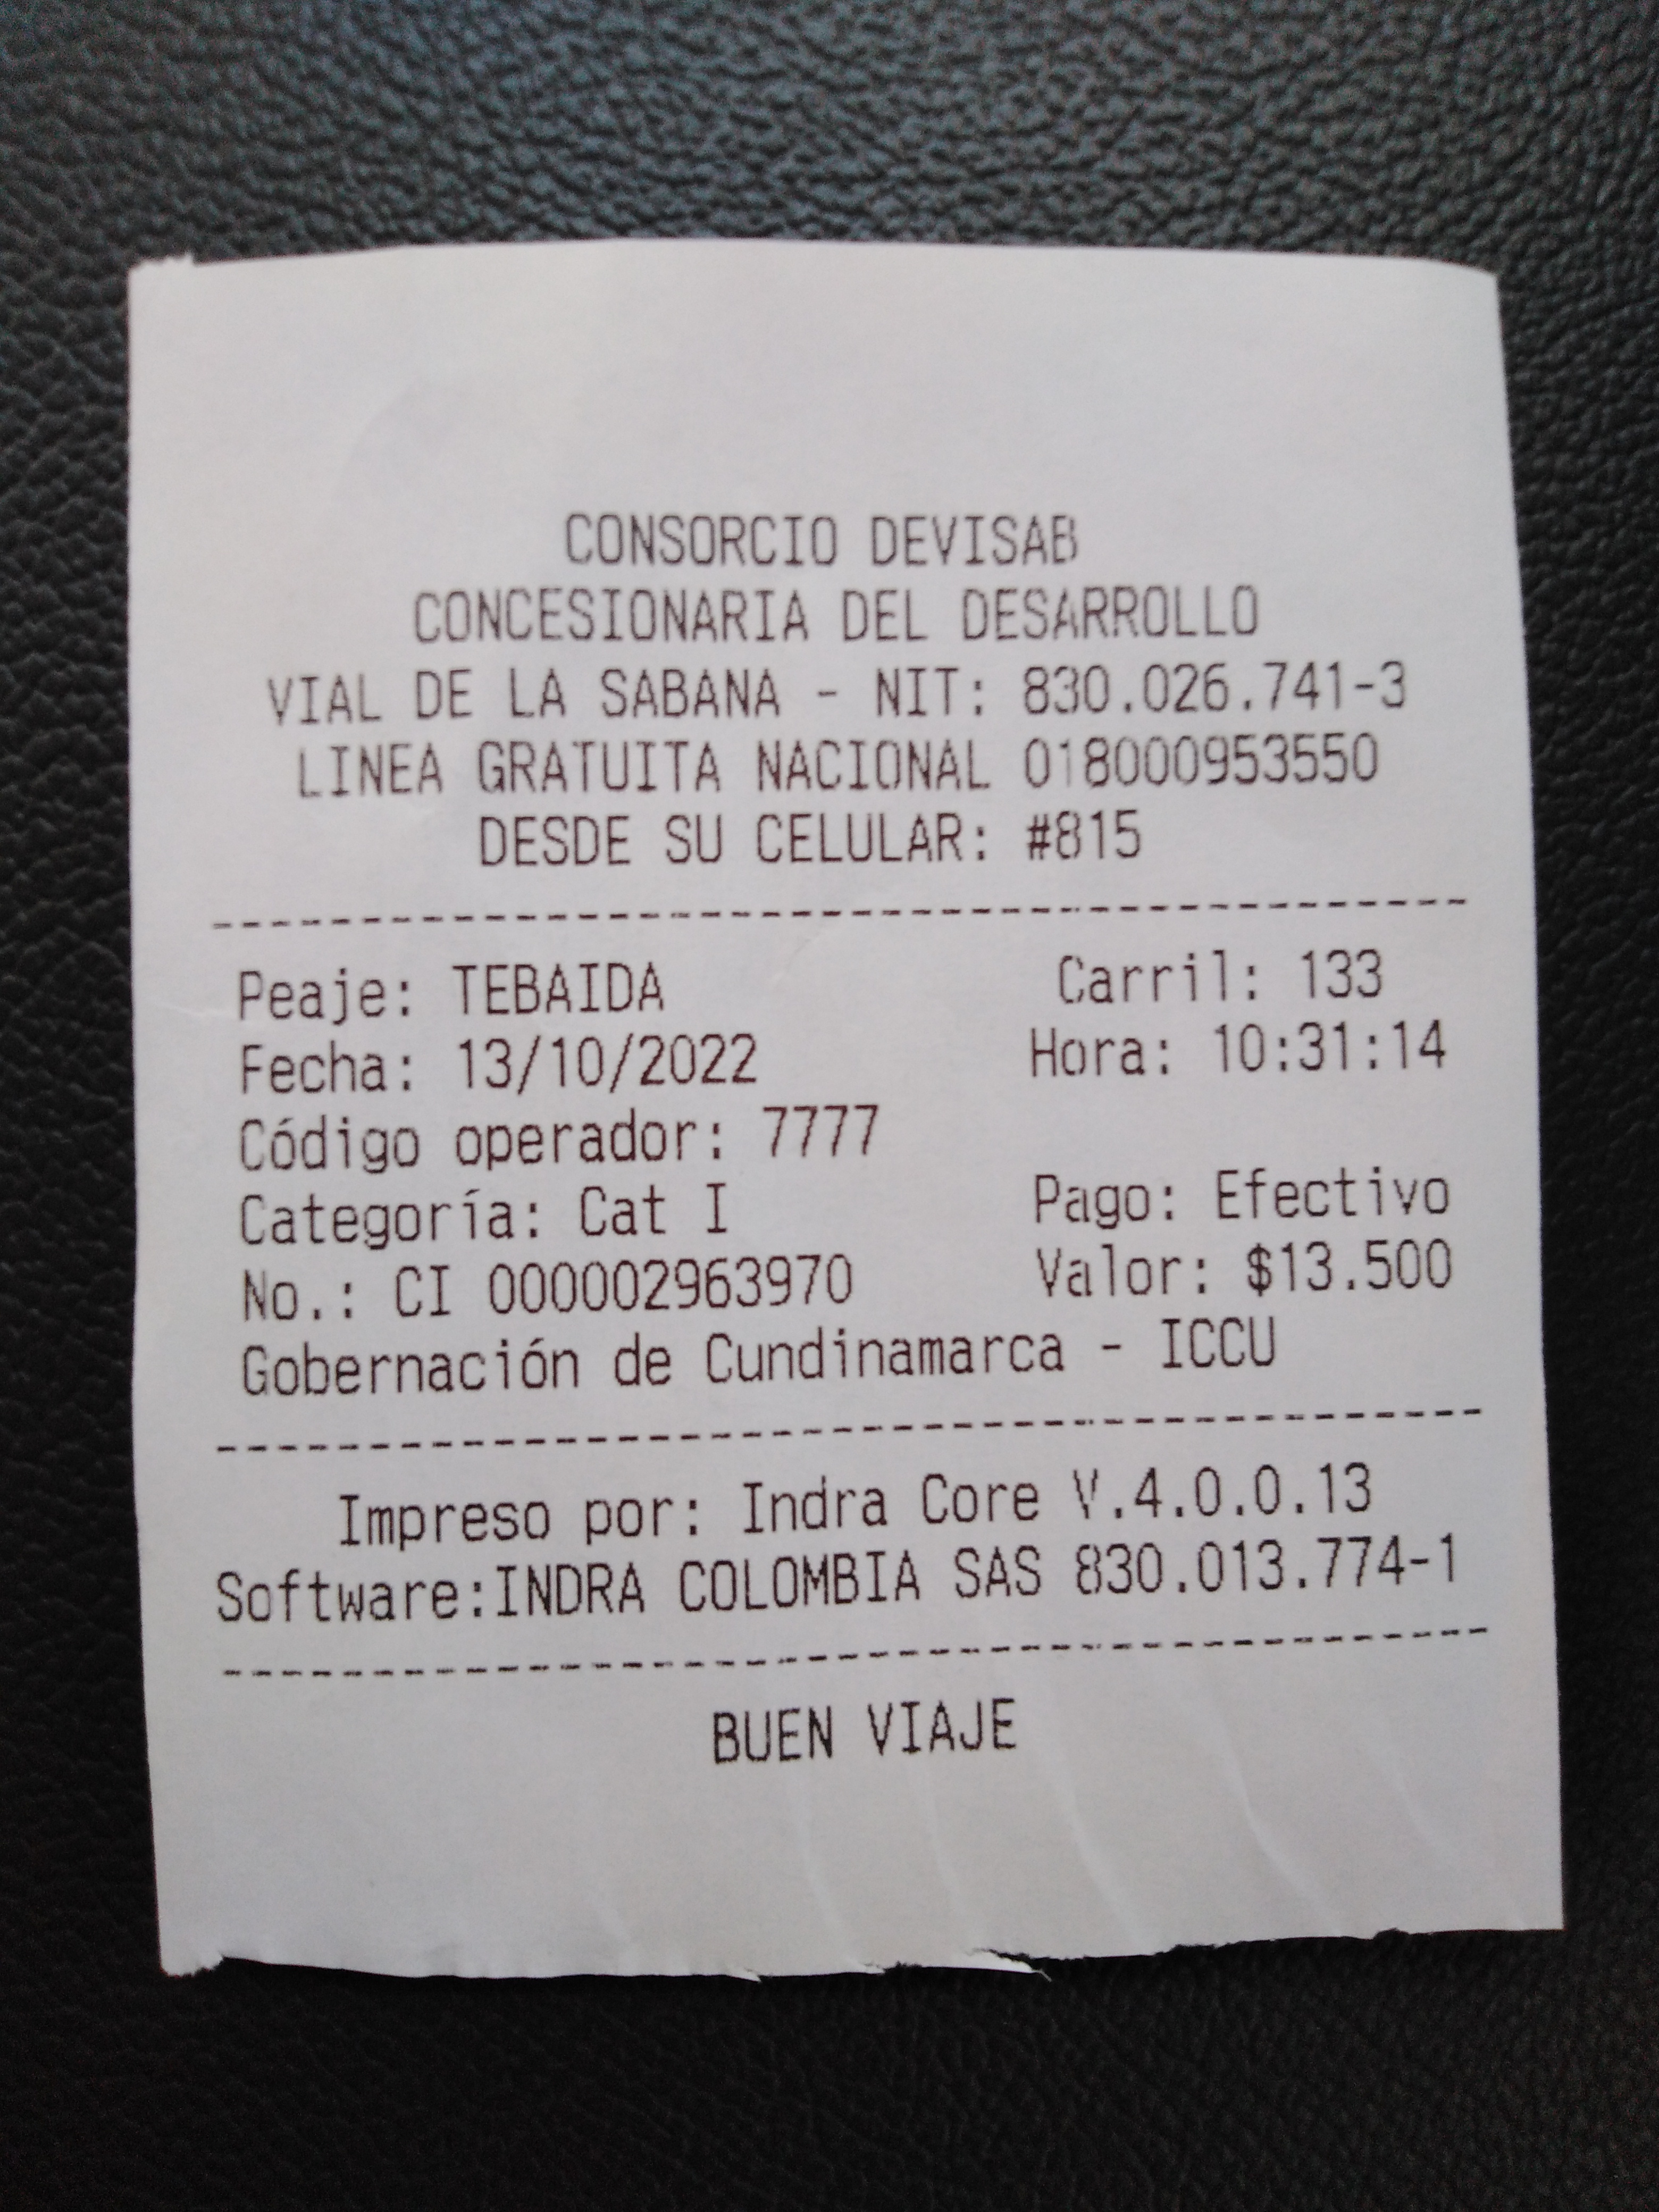 CONSORCIO DEVISAB
CONCESIONARIA DEL DESARROLLO
VIAL DE LA SABANA - NIT: 830.026.741-3
LINEA GRATUITA NACIONAL 018000953550
DESDE SU CELULAR: #815
Peaje: TEBAIDA Carril: 133
Fecha: 13/10/2022 Hora: 10:31:14
Código operador: 7777
Categoría: Cat I Pago: Efectivo
No.: CI 000002963970 Valor: $13.500
Gobernación de Cundinamarca - ICCU
Impreso por: Indra Core V.4.0.0.13
Software:INDRA COLOMBIA SAS 830.013.774-1
BUEN VIAJE